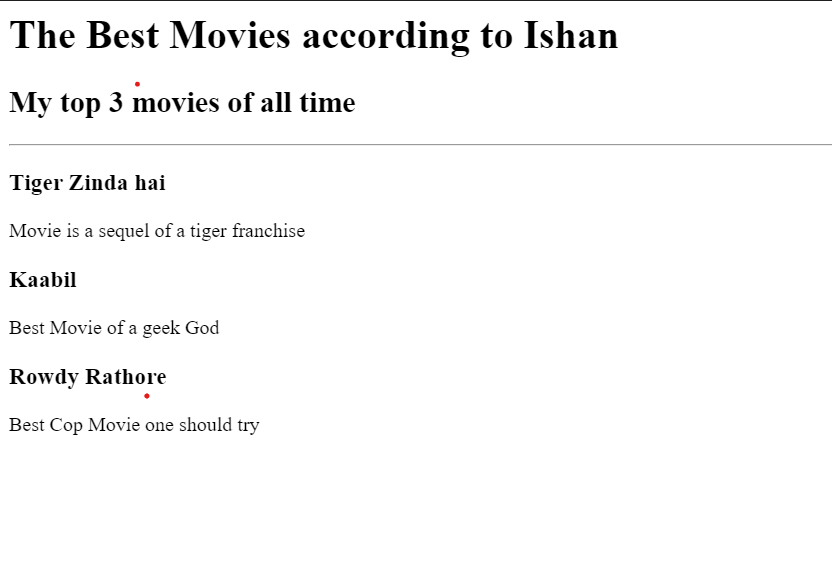 The Best Movies according to Ishan
My top 3 movies of all time
Tiger Zinda hai
Movie is a sequel of a tiger franchise
Kaabil
Best Movie of a geek God
Rowdy Rathore
Best Cop Movie one should try